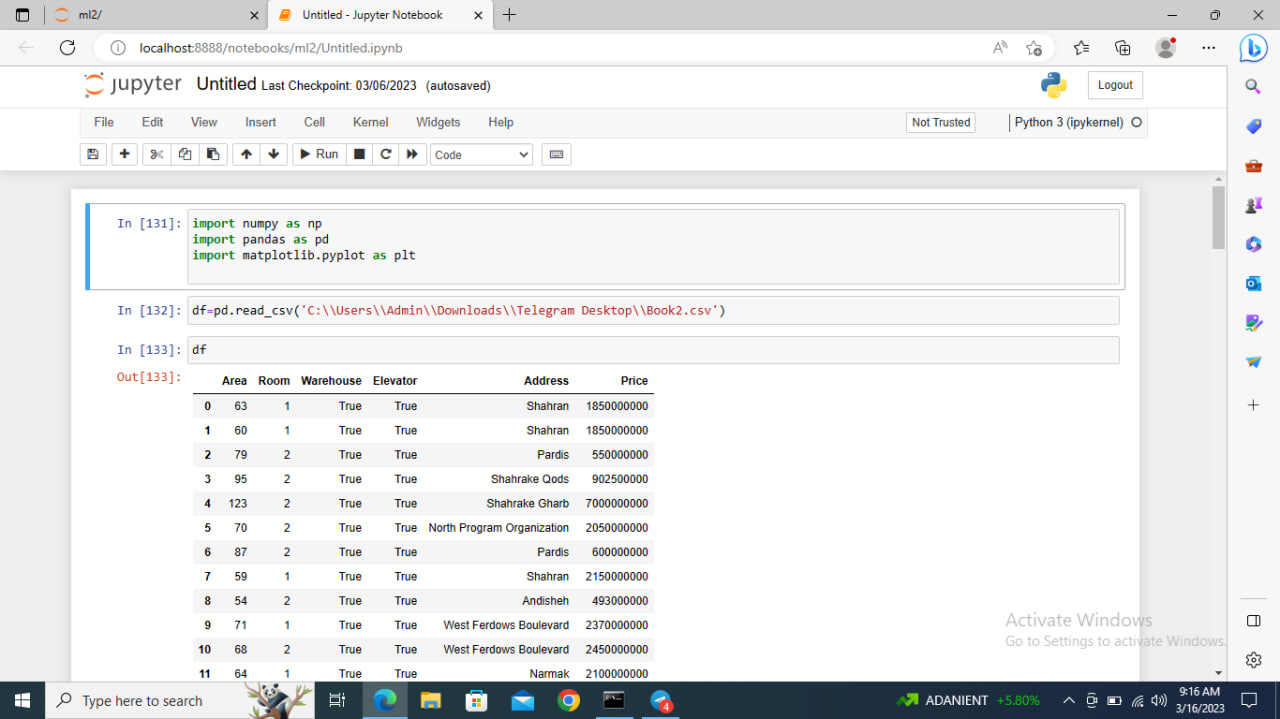 ml2/
Untitled - Jupyter Notebook
localhost:8888/notebooks/ml2/Untitled.ipynb
jupyter Untitled Last Checkpoint: 03/06/2023 (autosaved)
Logout
File Edit View Insert Cell Kernel Widgets Help
Not Trusted
Python 3 (ipykernel)
Run
Code
In [131]:
import numpy as np
import pandas as pd
import matplotlib.pyplot as plt
In [132]: df=pd.read_csv('C:\\Users\\Admin\\Downloads\\Telegram Desktop\\Book2.csv')
In [133]: df
Out[133]:
Area Room Warehouse Elevator Address Price
0 63 1 True True Shahran 1850000000
1 60 1 True True Shahran 1850000000
2 79 2 True True Pardis 550000000
3 95 2 True True Shahrake Qods 902500000
4 123 2 True True Shahrake Gharb 7000000000
5 70 2 True True North Program Organization 2050000000
6 87 2 True True Pardis 600000000
7 59 1 True True Shahran 2150000000
8 54 2 True True Andisheh 493000000
9 71 1 True True West Ferdows Boulevard 2370000000
10 68 2 True True West Ferdows Boulevard 2450000000
11 64 1 True True Narmak 2100000000
Activate Windows
Go to Settings to activate Windows.
Type here to search
4
ADANIENT +5.80%
9:16 AM
3/16/2023